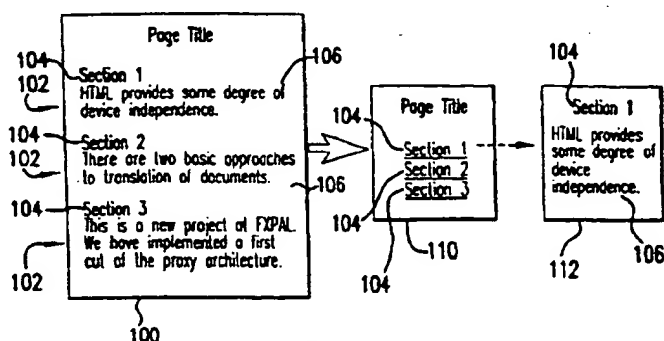 Page Title
104
Section 1
106
102
HTML provides some degree of
device independence.
104
Section 2
102
There are two basic approaches
to translation of documents.
106
104
Section 3
This is a new project at FXPAL.
We have implemented a first
cut of the proxy architecture.
102
100
Page Title
104
Section 1
104
Section 2
Section 3
104
110
104
Section 1
HTML provides
some degree of
device
independence.
112
106